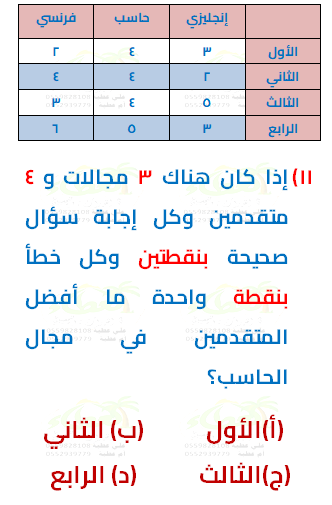 إنجليزي حاسب فرنسي
الأول ٣ ٤ ٢
الثاني ٢ ٤ ٤
الثالث ٥ ٤ ٣
الرابع ٣ ٥ ٦
١١) إذا كان هناك ٣ مجالات و ٤
متقدمين وكل إجابة سؤال
صحيحة بنقطتين وكل خطأ
بنقطة واحدة ما أفضل
المتقدمين في مجال
الحاسب؟
(أ)الأول (ب) الثاني
(ج)الثالث (د) الرابع